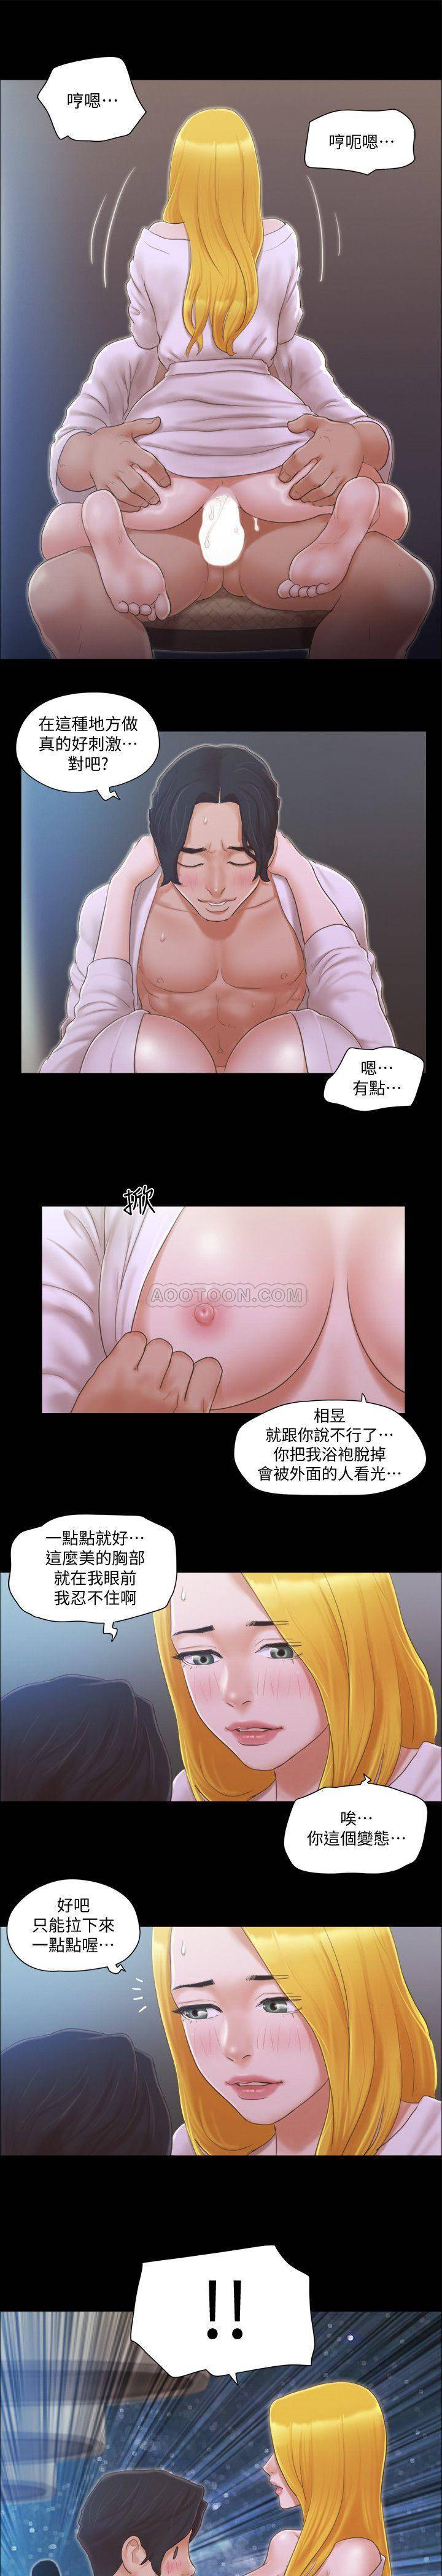 哼嗯…
哼呃嗯…
在這種地方做
真的好刺激…
對吧?
嗯…
有點…
掀
AOOTOON.COM
相昱
就跟你說不行了…
你把我浴袍脫掉
會被外面的人看光…
一點點就好…
這麼美的胸部
就在我眼前
我忍不住啊
唉…
你這個變態…
好吧
只能拉下來
一點點喔…
!!